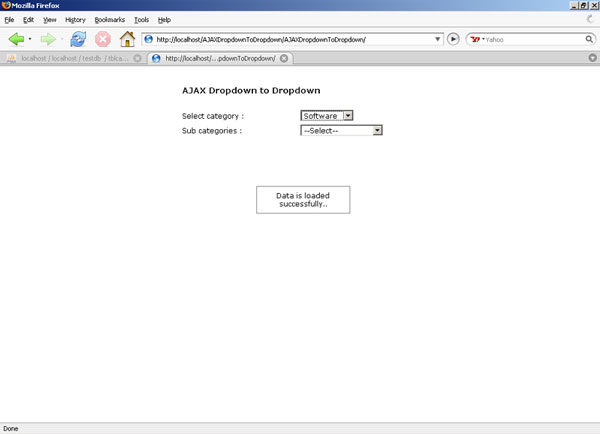 Mozilla Firefox
File Edit View History Bookmarks Tools Help
http://localhost/AJAXDropdownToDropdown/AJAXDropdownToDropdown/
Yahoo
localhost / localhost / testdb / tblca...
http://localhost/...pdownToDropdown/
AJAX Dropdown to Dropdown
Select category : Software
Sub categories : --Select--
Data is loaded
successfully..
Done